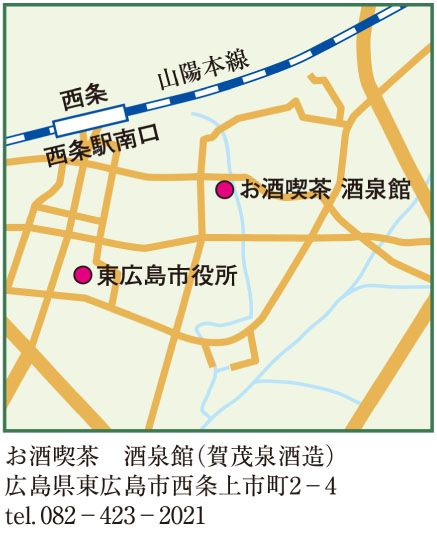 山陽本線
西条
西条駅南口
お酒喫茶 酒泉館
東広島市役所
お酒喫茶　酒泉館（賀茂泉酒造）
広島県東広島市西条上市町2－4
tel. 082－423－2021